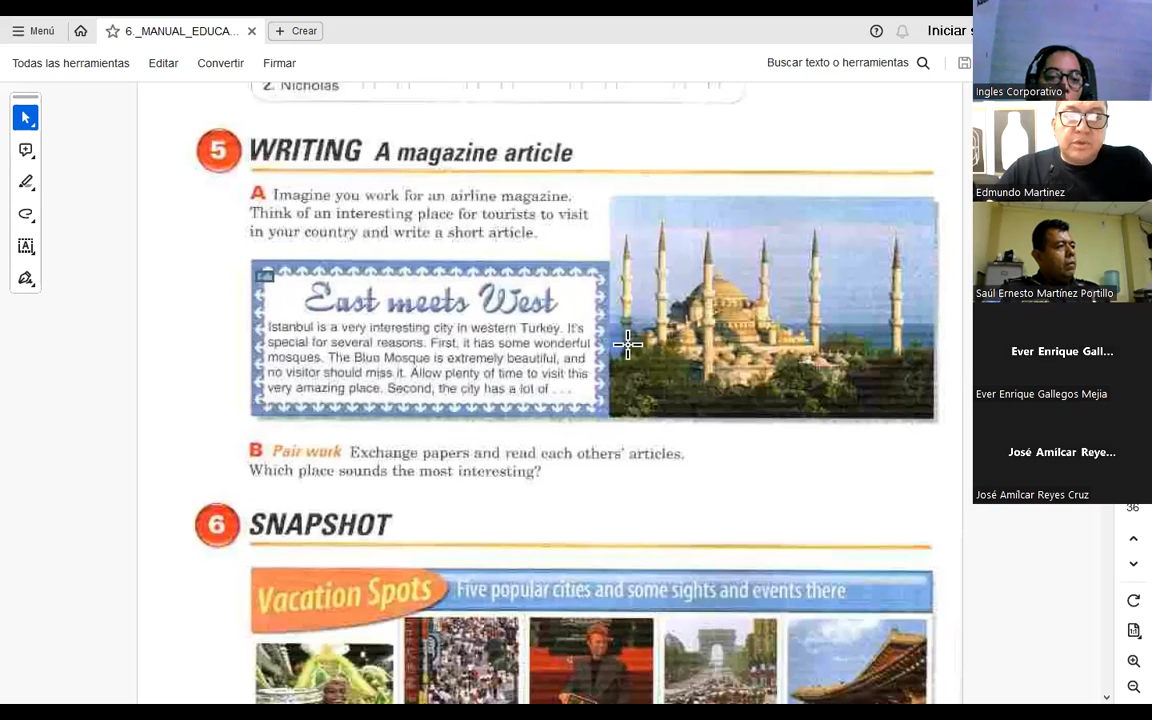 Menú
6._MANUAL_EDUCA...
Crear
Iniciar s
Todas las herramientas
Editar
Convertir
Firmar
Buscar texto o herramientas
2. Nicholas
5 WRITING A magazine article
A Imagine you work for an airline magazine.
Think of an interesting place for tourists to visit
in your country and write a short article.
East meets West
Istanbul is a very interesting city in western Turkey. It's
special for several reasons. First, it has some wonderful
mosques. The Blue Mosque is extremely beautiful, and
no visitor should miss it. Allow plenty of time to visit this
very amazing place. Second, the city has a lot of . . .
B Pair work Exchange papers and read each others' articles.
Which place sounds the most interesting?
6 SNAPSHOT
Vacation Spots
Five popular cities and some sights and events there
Ingles Corporativo
Edmundo Martinez
Saúl Ernesto Martínez Portillo
Ever Enrique Gall...
Ever Enrique Gallegos Mejia
José Amílcar Reye...
José Amílcar Reyes Cruz
36